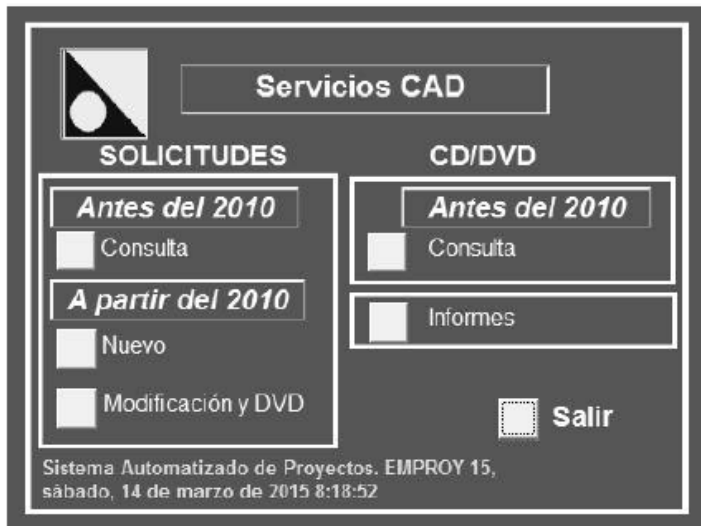 Servicios CAD
SOLICITUDES
Antes del 2010
Consulta
A partir del 2010
Nuevo
Modificación y DVD
CD/DVD
Antes del 2010
Consulta
Informes
Salir
Sistema Automatizado de Proyectos. EMPROY 15,
sábado, 14 de marzo de 2015 8:18:52